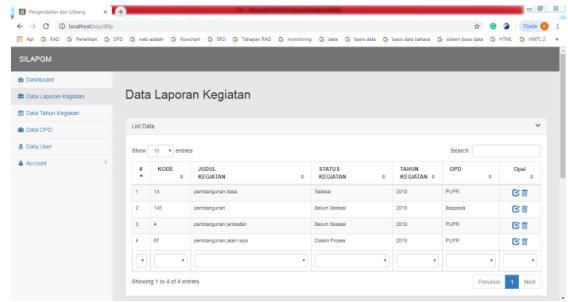 Pengendalian dan Litbang
localhost/sip/dttp
Dijeda
Apl RAD Penelitian OPD web adalah flowchart ERD Tahapan RAD monitoring data basis data basis data bahasa sistem basis data HTML HMTL 2
SILAPGM
Dashboard
Data Laporan Kagiatan
Data Tahun Kegiatan
Data OPD
Data User
Account
Data Laporan Kegiatan
List Data
Show 10 entries
Search:
# KODE JUDUL KEGIATAN STATUS KEGIATAN TAHUN KEGIATAN OPD Opsi
1 14 pembangunan desa Selesai 2019 PUPR
2 145 pembangunan Belum Selesai 2019 Bappeda
3 4 pembangunan jembatan Belum Selesai 2019 PUPR
4 67 pembangunan jalan raya Dalam Proses 2019 PUPR
Showing 1 to 4 of 4 entries
Previous 1 Next